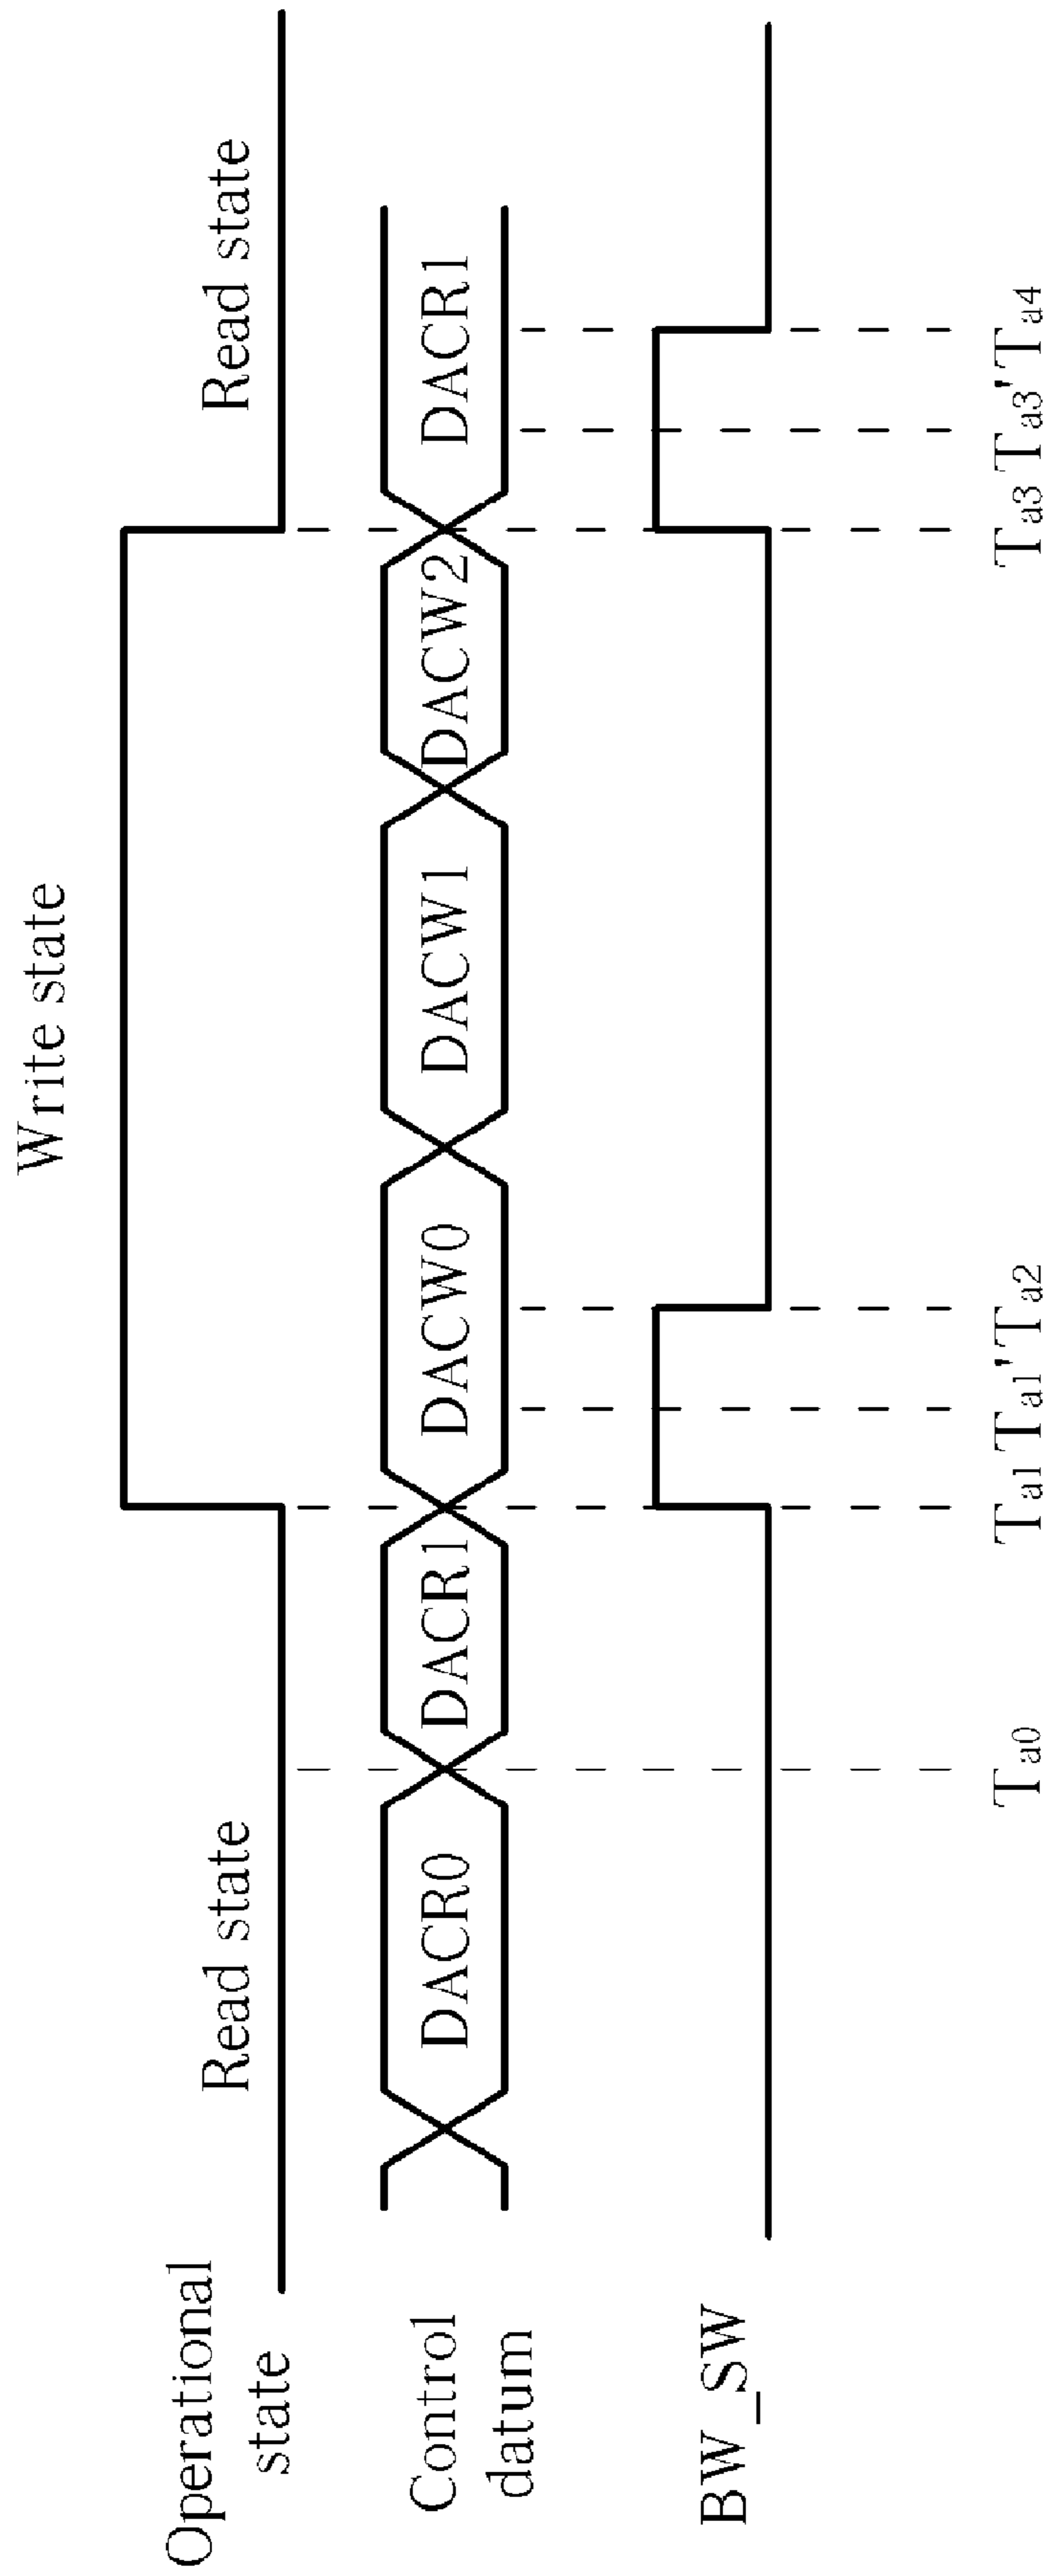 Write state
Operational state
Read state
Read state
Control datum
DACR0
DACR1
DACW0
DACW1
DACW2
DACR1
BW_SW
Ta0
Ta1
Ta1'
Ta2
Ta3
Ta3'
Ta4